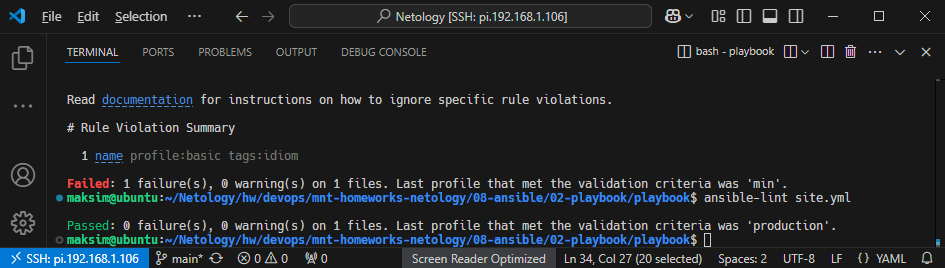 File Edit Selection ··· Netology [SSH: pi.192.168.1.106]
TERMINAL PORTS PROBLEMS OUTPUT DEBUG CONSOLE bash - playbook
Read documentation for instructions on how to ignore specific rule violations.
# Rule Violation Summary
1 name profile:basic tags:idiom
Failed: 1 failure(s), 0 warning(s) on 1 files. Last profile that met the validation criteria was 'min'.
maksim@ubuntu:~/Netology/hw/devops/mnt-homeworks-netology/08-ansible/02-playbook/playbook$ ansible-lint site.yml
Passed: 0 failure(s), 0 warning(s) on 1 files. Last profile that met the validation criteria was 'production'.
maksim@ubuntu:~/Netology/hw/devops/mnt-homeworks-netology/08-ansible/02-playbook/playbook$
SSH: pi.192.168.1.106 main* 0 0 0 Screen Reader Optimized Ln 34, Col 27 (20 selected) Spaces: 2 UTF-8 LF {} YAML